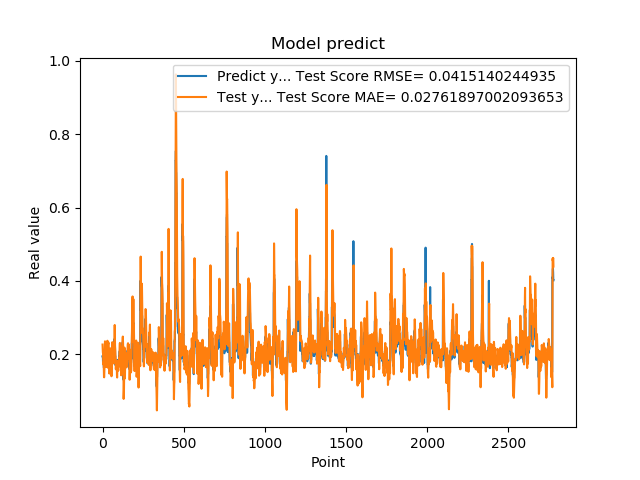 Model predict
Predict y... Test Score RMSE= 0.0415140244935
Test y... Test Score MAE= 0.02761897002093653
1.0
0.8
0.6
0.4
0.2
Real value
0 500 1000 1500 2000 2500
Point